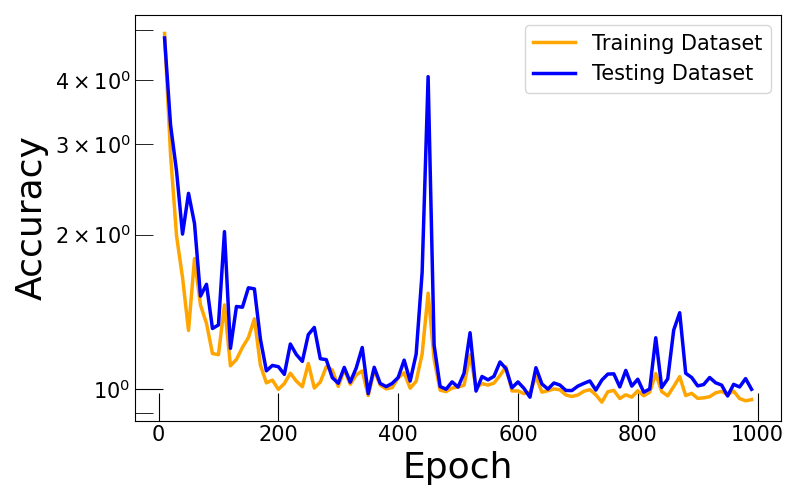 Training Dataset
Testing Dataset
4 × 10⁰
3 × 10⁰
2 × 10⁰
10⁰
Accuracy
0 200 400 600 800 1000
Epoch